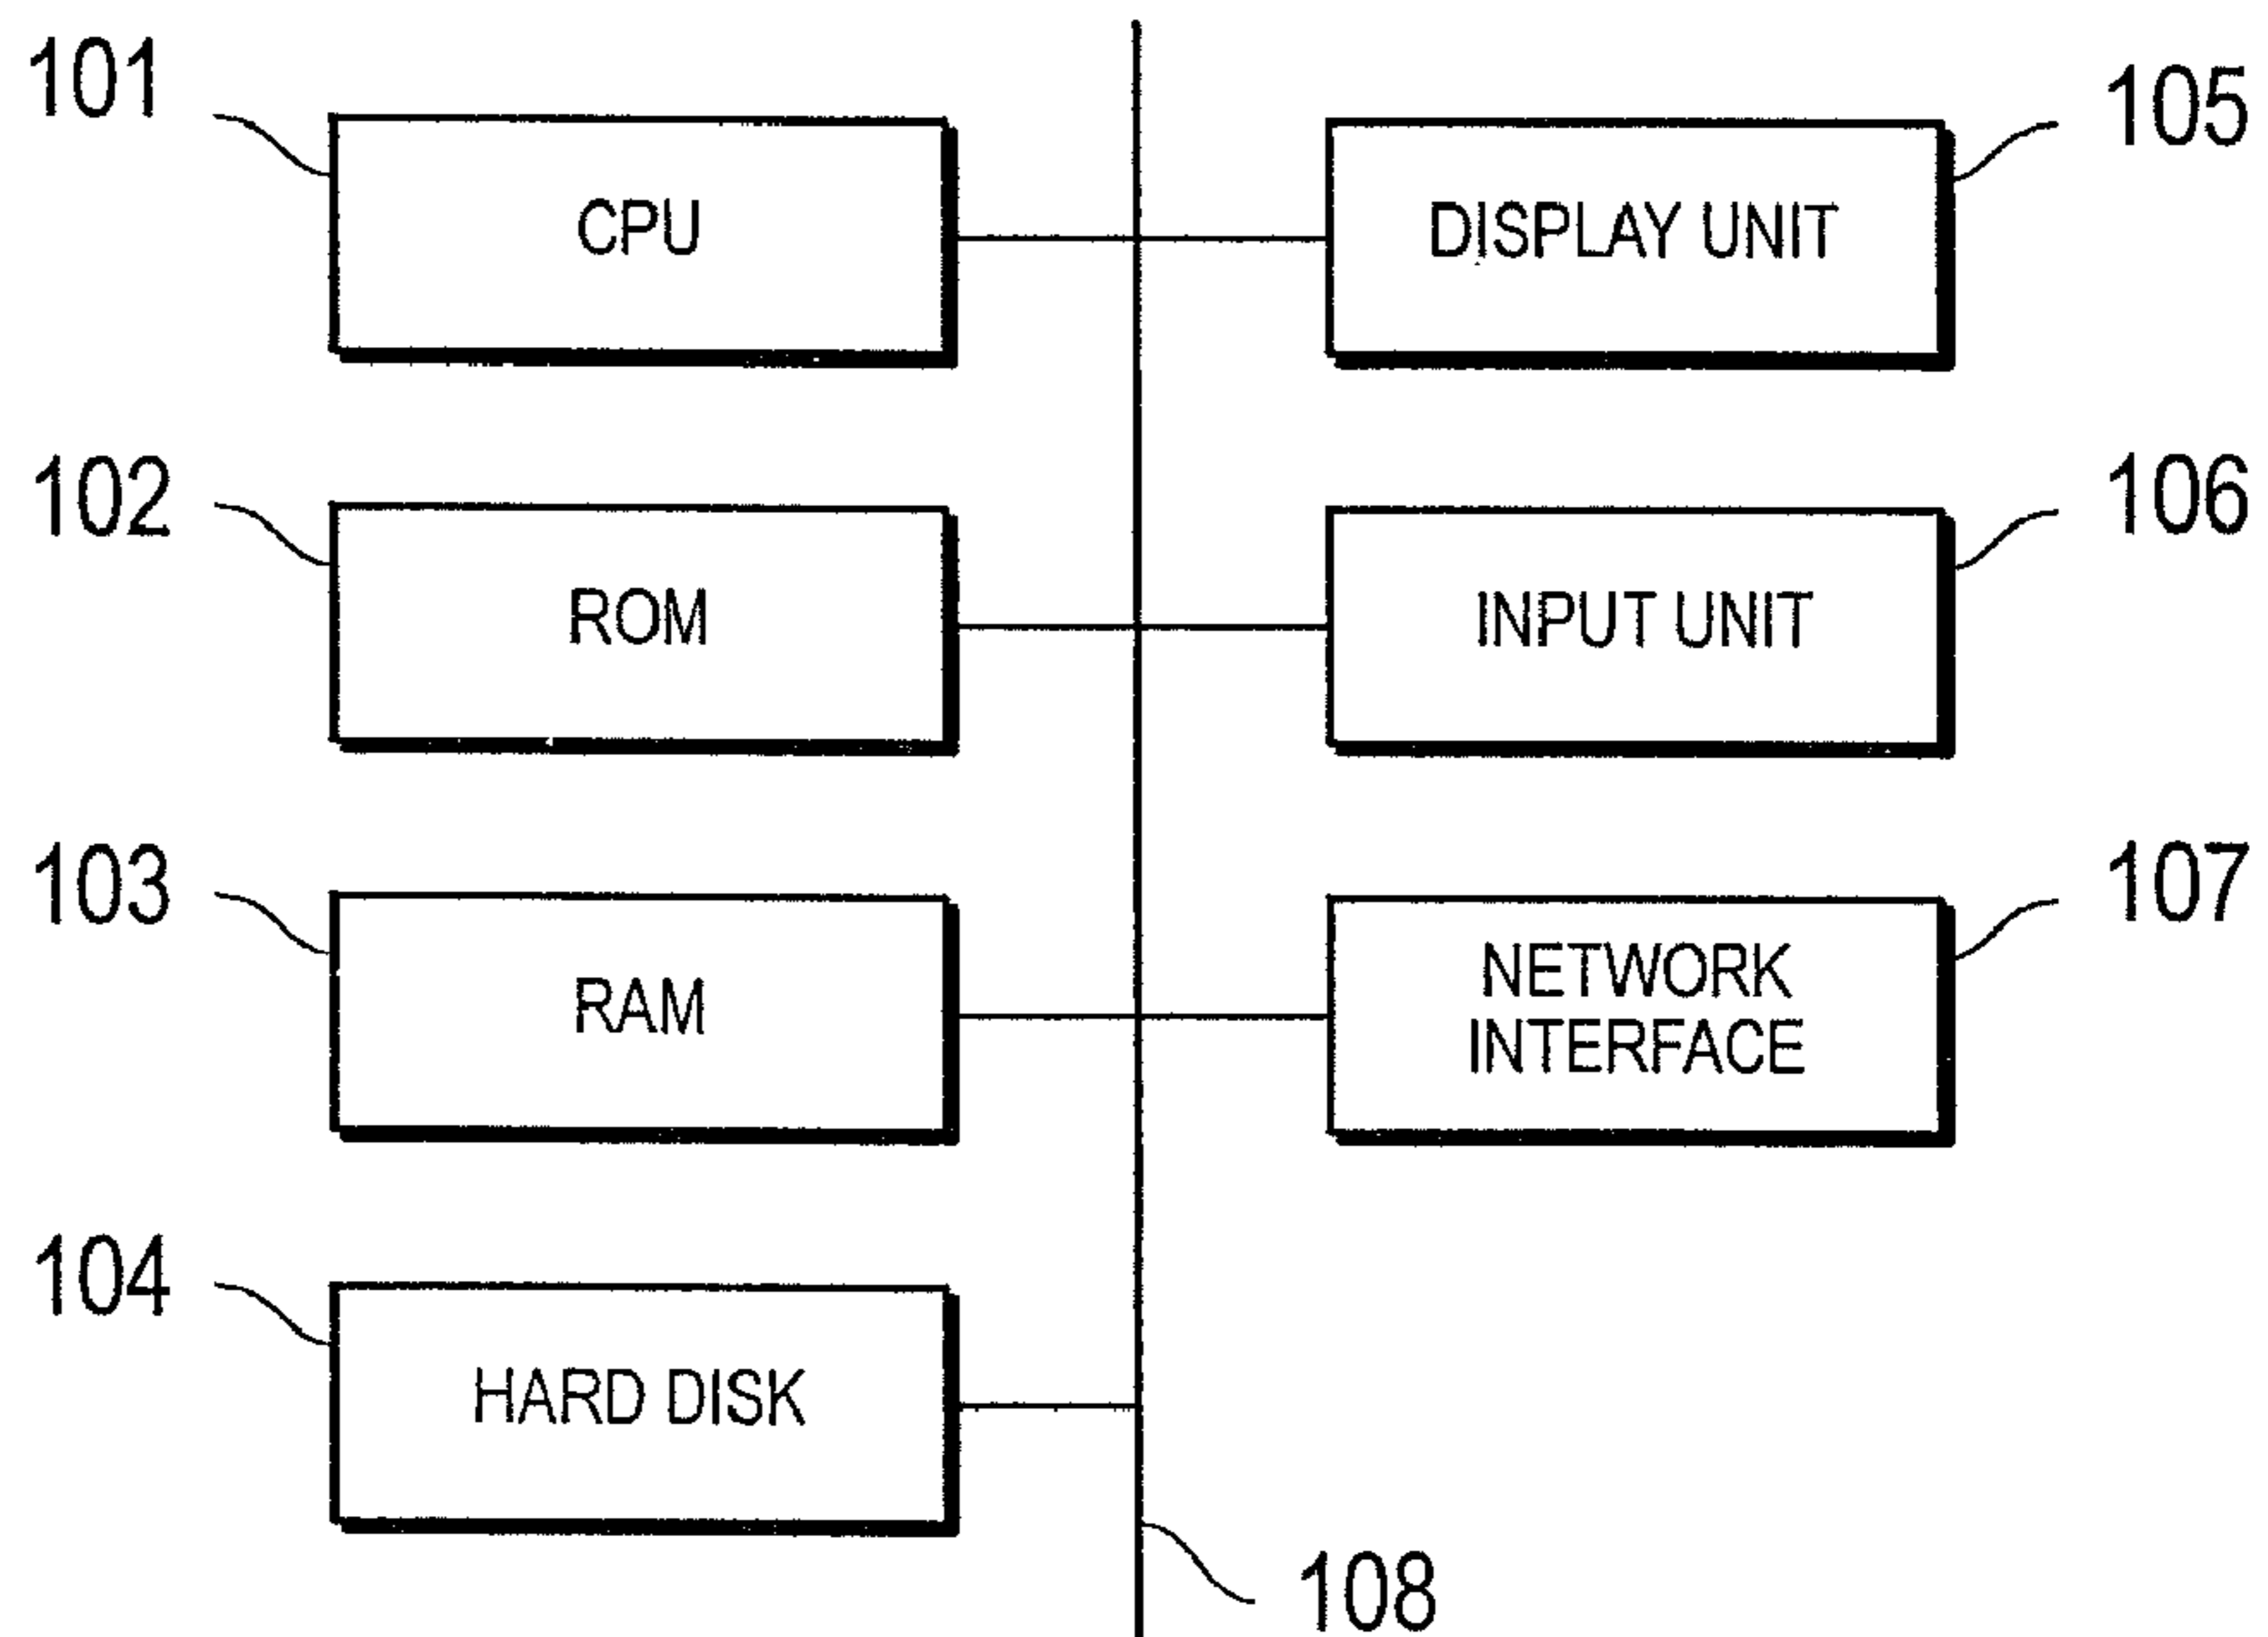 101
CPU
105
DISPLAY UNIT
102
ROM
106
INPUT UNIT
103
RAM
107
NETWORK
INTERFACE
104
HARD DISK
108